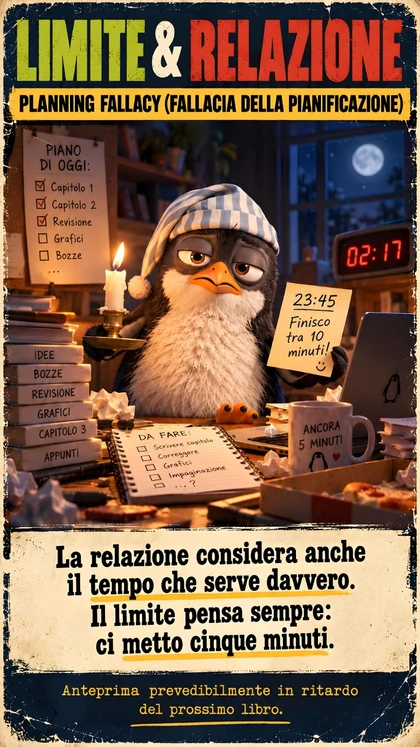 LIMITE & RELAZIONE
PLANNING FALLACY (FALLACIA DELLA PIANIFICAZIONE)
PIANO
DI OGGI:
Capitolo 1
Capitolo 2
Revisione
Grafici
Bozze
...
02:17
23:45
Finisco
tra 10
minuti!
IDEE
BOZZE
REVISIONE
GRAFICI
CAPITOLO 3
APPUNTI
DA FARE:
Scrivere capitolo
Correggere
Grafici
Impaginazione
... ?
ANCORA
5 MINUTI
La relazione considera anche
il tempo che serve davvero.
Il limite pensa sempre:
ci metto cinque minuti.
Anteprima prevedibilmente in ritardo
del prossimo libro.